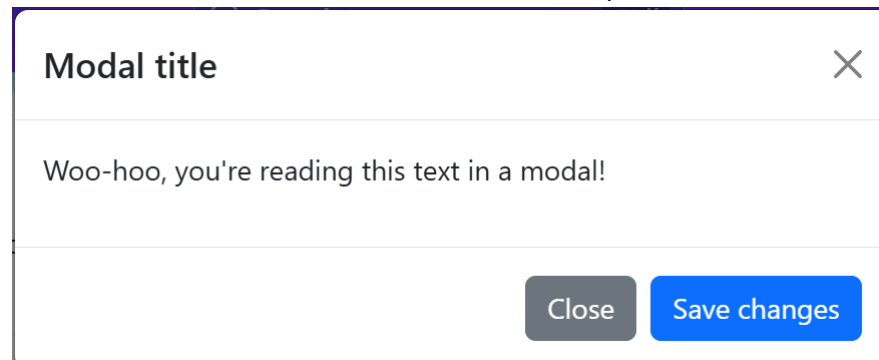 Modal title
Woo-hoo, you're reading this text in a modal!
Close
Save changes